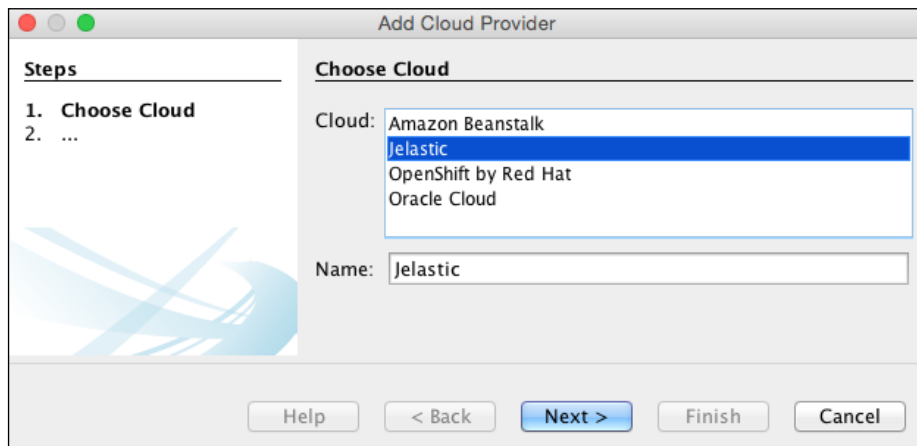 Add Cloud Provider
Steps
1. Choose Cloud
2. ...
Choose Cloud
Cloud:
Amazon Beanstalk
Jelastic
OpenShift by Red Hat
Oracle Cloud
Name: Jelastic
Help < Back Next > Finish Cancel